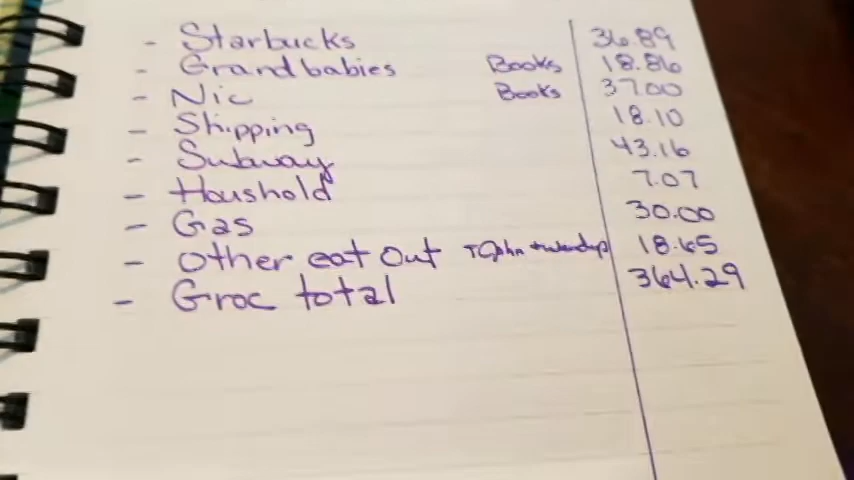 - Starbucks 36.89
- Grandbabies Books 18.86
- Nic Books 37.00
- Shipping 18.10
- Subway 43.16
- Houshold 7.07
- Gas 30.00
- Other eat Out 18.65
- Groc total 364.29